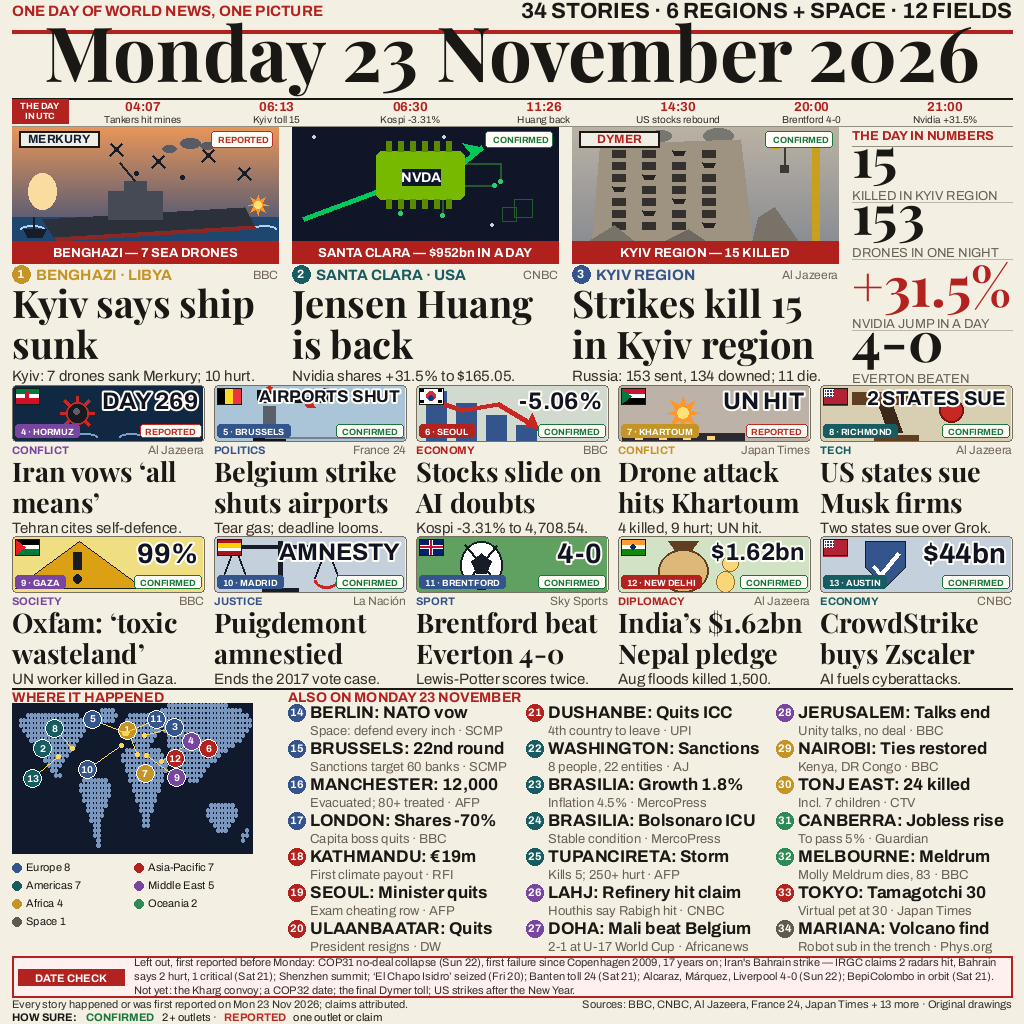 ONE DAY OF WORLD NEWS, ONE PICTURE
34 STORIES · 6 REGIONS + SPACE · 12 FIELDS
Monday 23 November 2026
THE DAY
IN UTC
04:07
Tankers hit mines
06:13
Kyiv toll 15
06:30
Kospi -3.31%
11:26
Huang back
14:30
US stocks rebound
20:00
Brentford 4-0
21:00
Nvidia +31.5%
MERKURY
REPORTED
BENGHAZI — 7 SEA DRONES
1 BENGHAZI · LIBYA
BBC
Kyiv says ship
sunk
Kyiv: 7 drones sank Merkury; 10 hurt.
CONFIRMED
NVDA
SANTA CLARA — $952bn IN A DAY
2 SANTA CLARA · USA
CNBC
Jensen Huang
is back
Nvidia shares +31.5% to $165.05.
DYMER
CONFIRMED
KYIV REGION — 15 KILLED
3 KYIV REGION
Al Jazeera
Strikes kill 15
in Kyiv region
Russia: 153 sent, 134 downed; 11 die.
THE DAY IN NUMBERS
15
KILLED IN KYIV REGION
153
DRONES IN ONE NIGHT
+31.5%
NVIDIA JUMP IN A DAY
4-0
EVERTON BEATEN
DAY 269
4 · HORMUZ
REPORTED
CONFLICT
Al Jazeera
Iran vows ‘all
means’
Tehran cites self-defence.
AIRPORTS SHUT
5 · BRUSSELS
CONFIRMED
POLITICS
France 24
Belgium strike
shuts airports
Tear gas; deadline looms.
-5.06%
6 · SEOUL
CONFIRMED
ECONOMY
BBC
Stocks slide on
AI doubts
Kospi -3.31% to 4,708.54.
UN HIT
7 · KHARTOUM
REPORTED
CONFLICT
Japan Times
Drone attack
hits Khartoum
4 killed, 9 hurt; UN hit.
2 STATES SUE
8 · RICHMOND
CONFIRMED
TECH
Al Jazeera
US states sue
Musk firms
Two states sue over Grok.
99%
9 · GAZA
CONFIRMED
SOCIETY
BBC
Oxfam: ‘toxic
wasteland’
UN worker killed in Gaza.
AMNESTY
10 · MADRID
CONFIRMED
JUSTICE
La Nación
Puigdemont
amnestied
Ends the 2017 vote case.
4-0
11 · BRENTFORD
CONFIRMED
SPORT
Sky Sports
Brentford beat
Everton 4-0
Lewis-Potter scores twice.
$1.62bn
12 · NEW DELHI
CONFIRMED
DIPLOMACY
Al Jazeera
India’s $1.62bn
Nepal pledge
Aug floods killed 1,500.
$44bn
13 · AUSTIN
CONFIRMED
ECONOMY
CNBC
CrowdStrike
buys Zscaler
AI fuels cyberattacks.
WHERE IT HAPPENED
5
11
8
1
3
4
2
6
12
10
7
9
13
Europe 8
Asia-Pacific 7
Americas 7
Middle East 5
Africa 4
Oceania 2
Space 1
ALSO ON MONDAY 23 NOVEMBER
14 BERLIN: NATO vow
Space: defend every inch · SCMP
15 BRUSSELS: 22nd round
Sanctions target 60 banks · SCMP
16 MANCHESTER: 12,000
Evacuated; 80+ treated · AFP
17 LONDON: Shares -70%
Capita boss quits · BBC
18 KATHMANDU: €19m
First climate payout · RFI
19 SEOUL: Minister quits
Exam cheating row · AFP
20 ULAANBAATAR: Quits
President resigns · DW
21 DUSHANBE: Quits ICC
4th country to leave · UPI
22 WASHINGTON: Sanctions
8 people, 22 entities · AJ
23 BRASILIA: Growth 1.8%
Inflation 4.5% · MercoPress
24 BRASILIA: Bolsonaro ICU
Stable condition · MercoPress
25 TUPANCIRETA: Storm
Kills 5; 250+ hurt · AFP
26 LAHJ: Refinery hit claim
Houthis say Rabigh hit · CNBC
27 DOHA: Mali beat Belgium
2-1 at U-17 World Cup · Africanews
28 JERUSALEM: Talks end
Unity talks, no deal · BBC
29 NAIROBI: Ties restored
Kenya, DR Congo · BBC
30 TONJ EAST: 24 killed
Incl. 7 children · CTV
31 CANBERRA: Jobless rise
To pass 5% · Guardian
32 MELBOURNE: Meldrum
Molly Meldrum dies, 83 · BBC
33 TOKYO: Tamagotchi 30
Virtual pet at 30 · Japan Times
34 MARIANA: Volcano find
Robot sub in the trench · Phys.org
DATE CHECK
Left out, first reported before Monday: COP31 no-deal collapse (Sun 22), first failure since Copenhagen 2009, 17 years on; Iran's Bahrain strike — IRGC claims 2 radars hit, Bahrain
says 2 hurt, 1 critical (Sat 21); Shenzhen summit; ‘El Chapo Isidro’ seized (Fri 20); Banten toll 24 (Sat 21); Alcaraz, Márquez, Liverpool 4-0 (Sun 22); BepiColombo in orbit (Sat 21).
Not yet: the Kharg convoy; a COP32 date; the final Dymer toll; US strikes after the New Year.
Every story happened or was first reported on Mon 23 Nov 2026; claims attributed.
Sources: BBC, CNBC, Al Jazeera, France 24, Japan Times + 13 more · Original drawings
HOW SURE: CONFIRMED 2+ outlets · REPORTED one outlet or claim